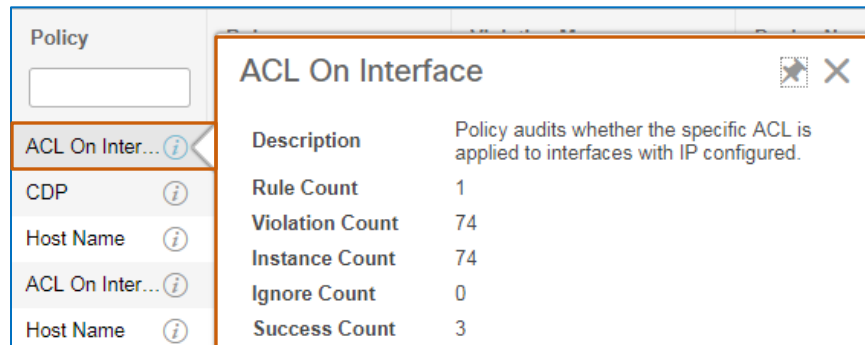 Policy
ACL On Interface
Description Policy audits whether the specific ACL is
applied to interfaces with IP configured.
ACL On Inter...
CDP
Host Name
ACL On Inter...
Host Name
Rule Count 1
Violation Count 74
Instance Count 74
Ignore Count 0
Success Count 3